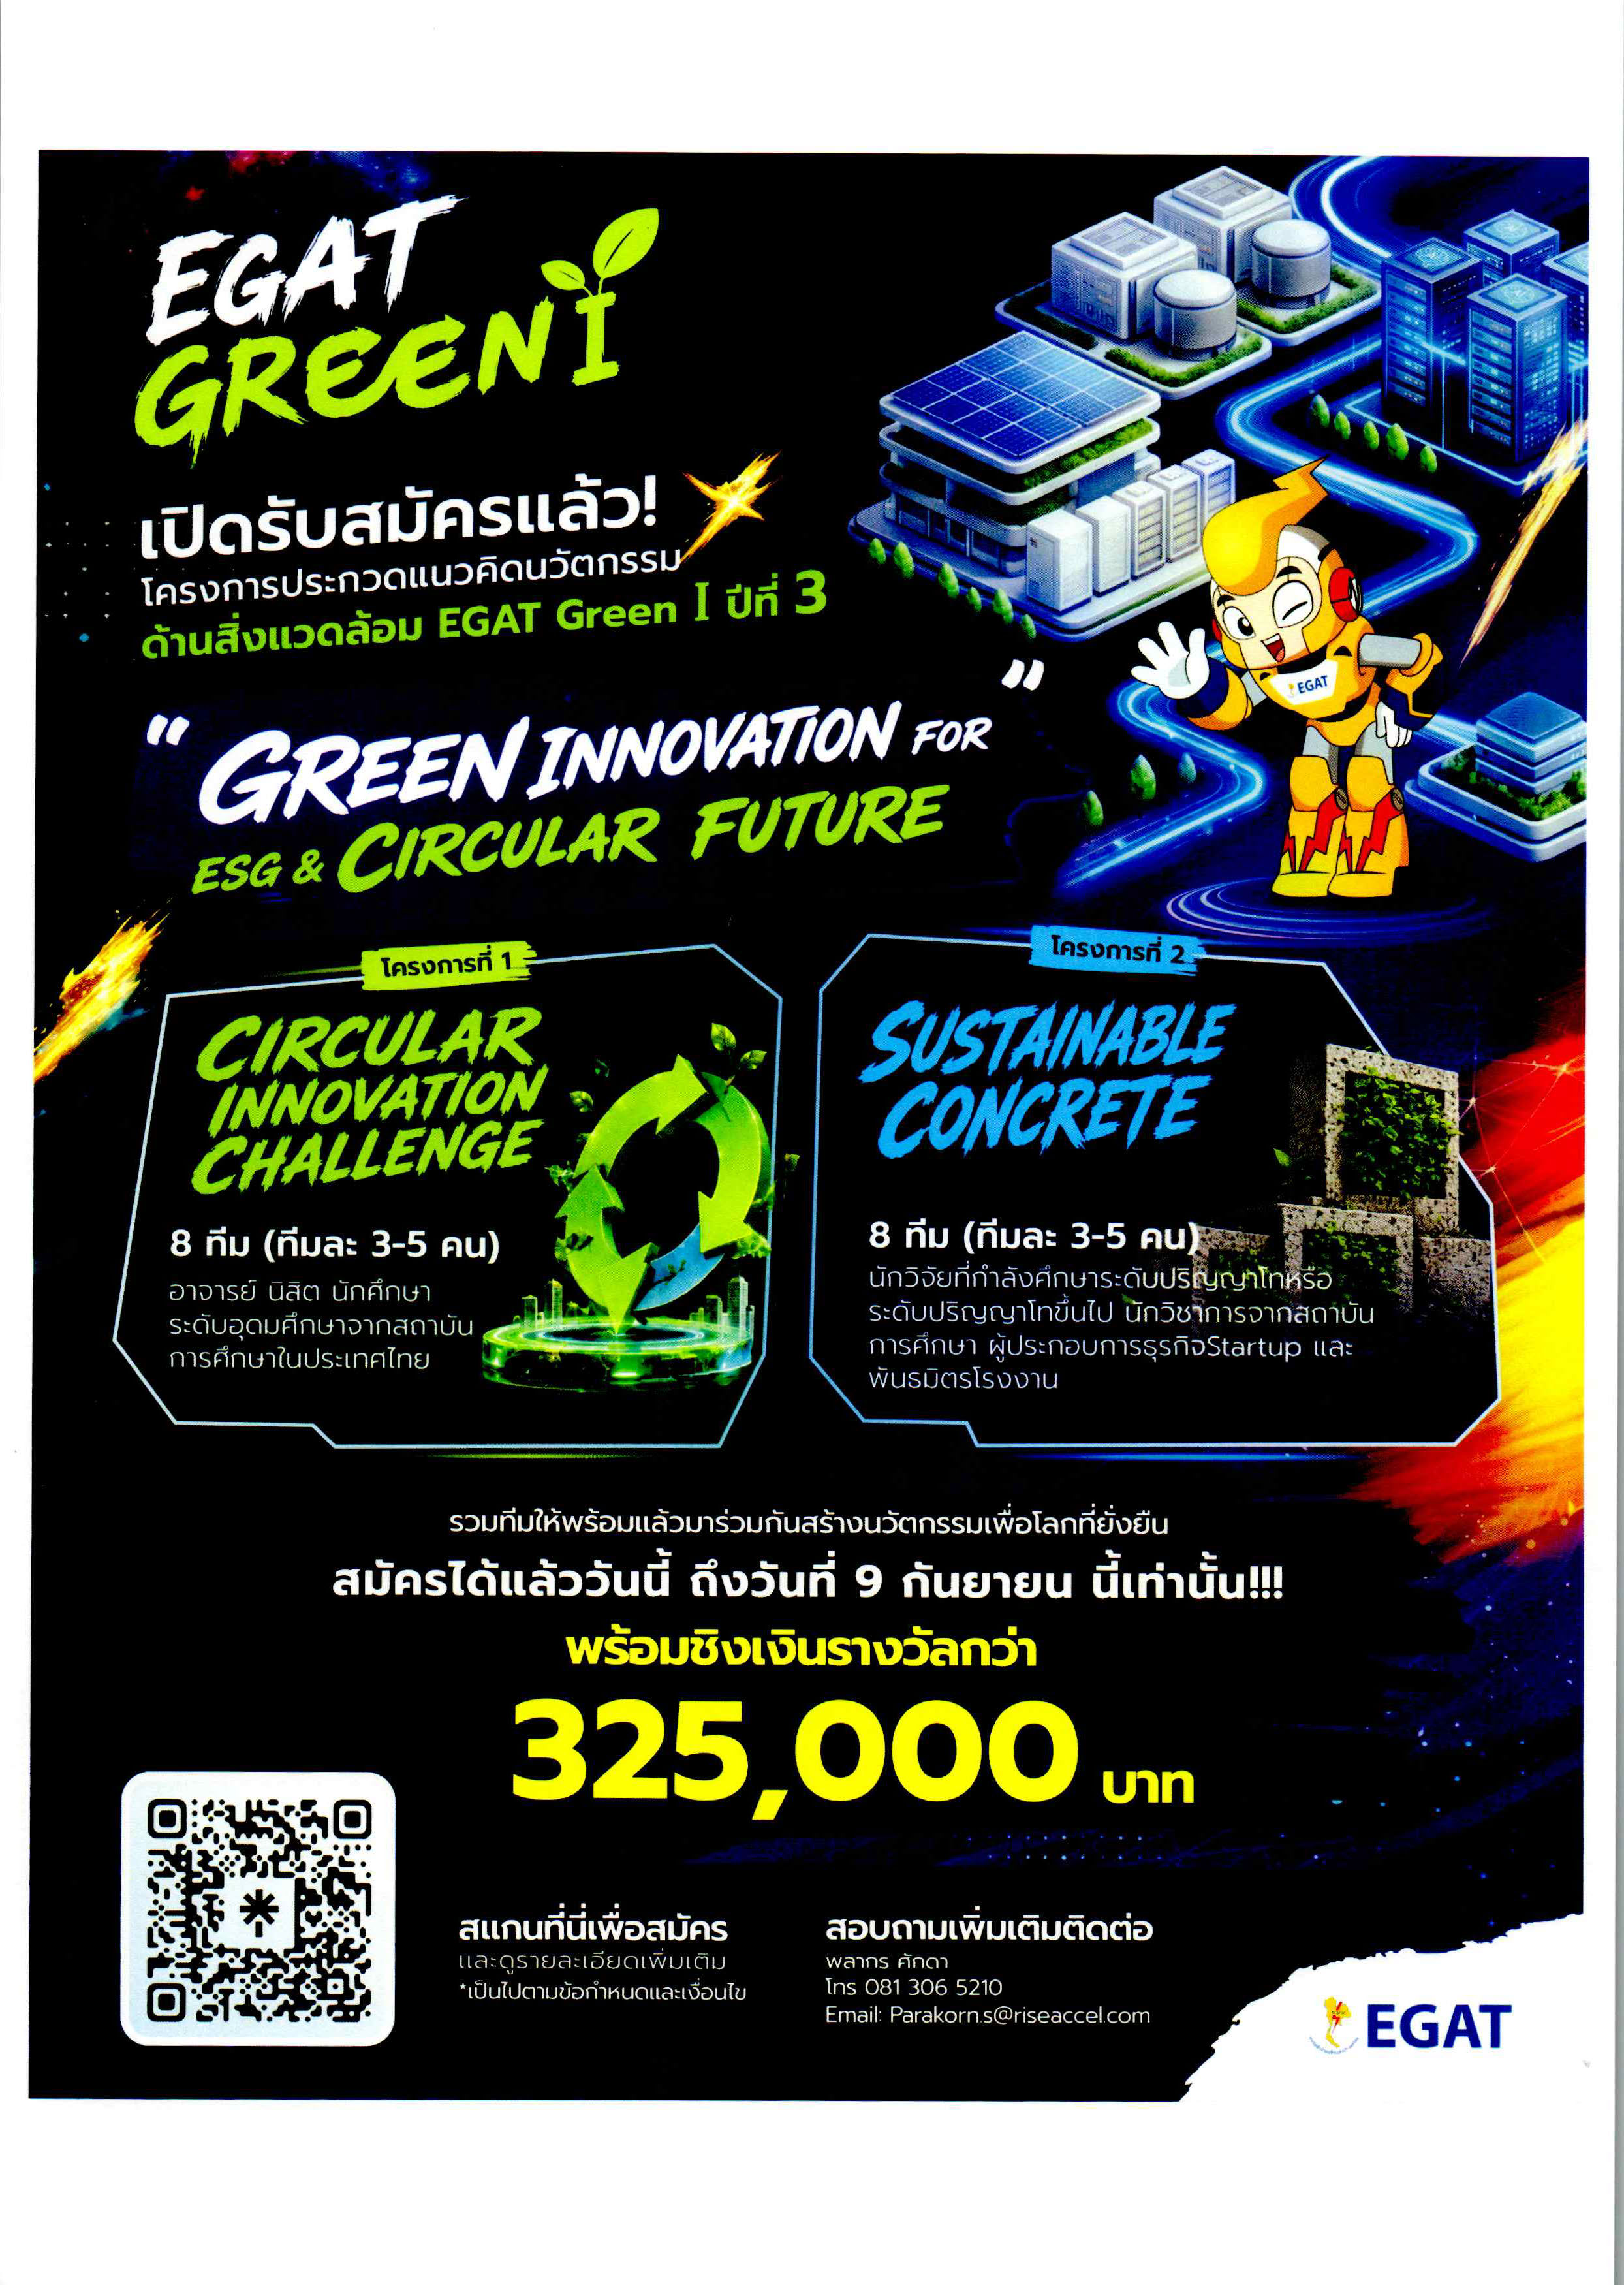 EGAT
GREEN I
เปิดรับสมัครแล้ว!
โครงการประกวดแนวคิดนวัตกรรม
ด้านสิ่งแวดล้อม EGAT Green I ปีที่ 3
" GREEN INNOVATION FOR "
ESG & CIRCULAR FUTURE
EGAT
โครงการที่ 1
CIRCULAR
INNOVATION
CHALLENGE
8 ทีม (ทีมละ 3-5 คน)
อาจารย์ นิสิต นักศึกษา
ระดับอุดมศึกษาจากสถาบัน
การศึกษาในประเทศไทย
โครงการที่ 2
SUSTAINABLE
CONCRETE
8 ทีม (ทีมละ 3-5 คน)
นักวิจัยที่กำลังศึกษาระดับปริญญาโทหรือ
ระดับปริญญาโทขึ้นไป นักวิชาการจากสถาบัน
การศึกษา ผู้ประกอบการธุรกิจStartup และ
พันธมิตรโรงงาน
รวมทีมให้พร้อมแล้วมาร่วมกันสร้างนวัตกรรมเพื่อโลกที่ยั่งยืน
สมัครได้แล้ววันนี้ ถึงวันที่ 9 กันยายน นี้เท่านั้น!!!
พร้อมชิงเงินรางวัลกว่า
325,000 บาท
สแกนที่นี่เพื่อสมัคร
และดูรายละเอียดเพิ่มเติม
*เป็นไปตามข้อกำหนดและเงื่อนไข
สอบถามเพิ่มเติมติดต่อ
พลากร ศักดา
โทร 081 306 5210
Email: Parakorn.s@riseaccel.com
EGAT